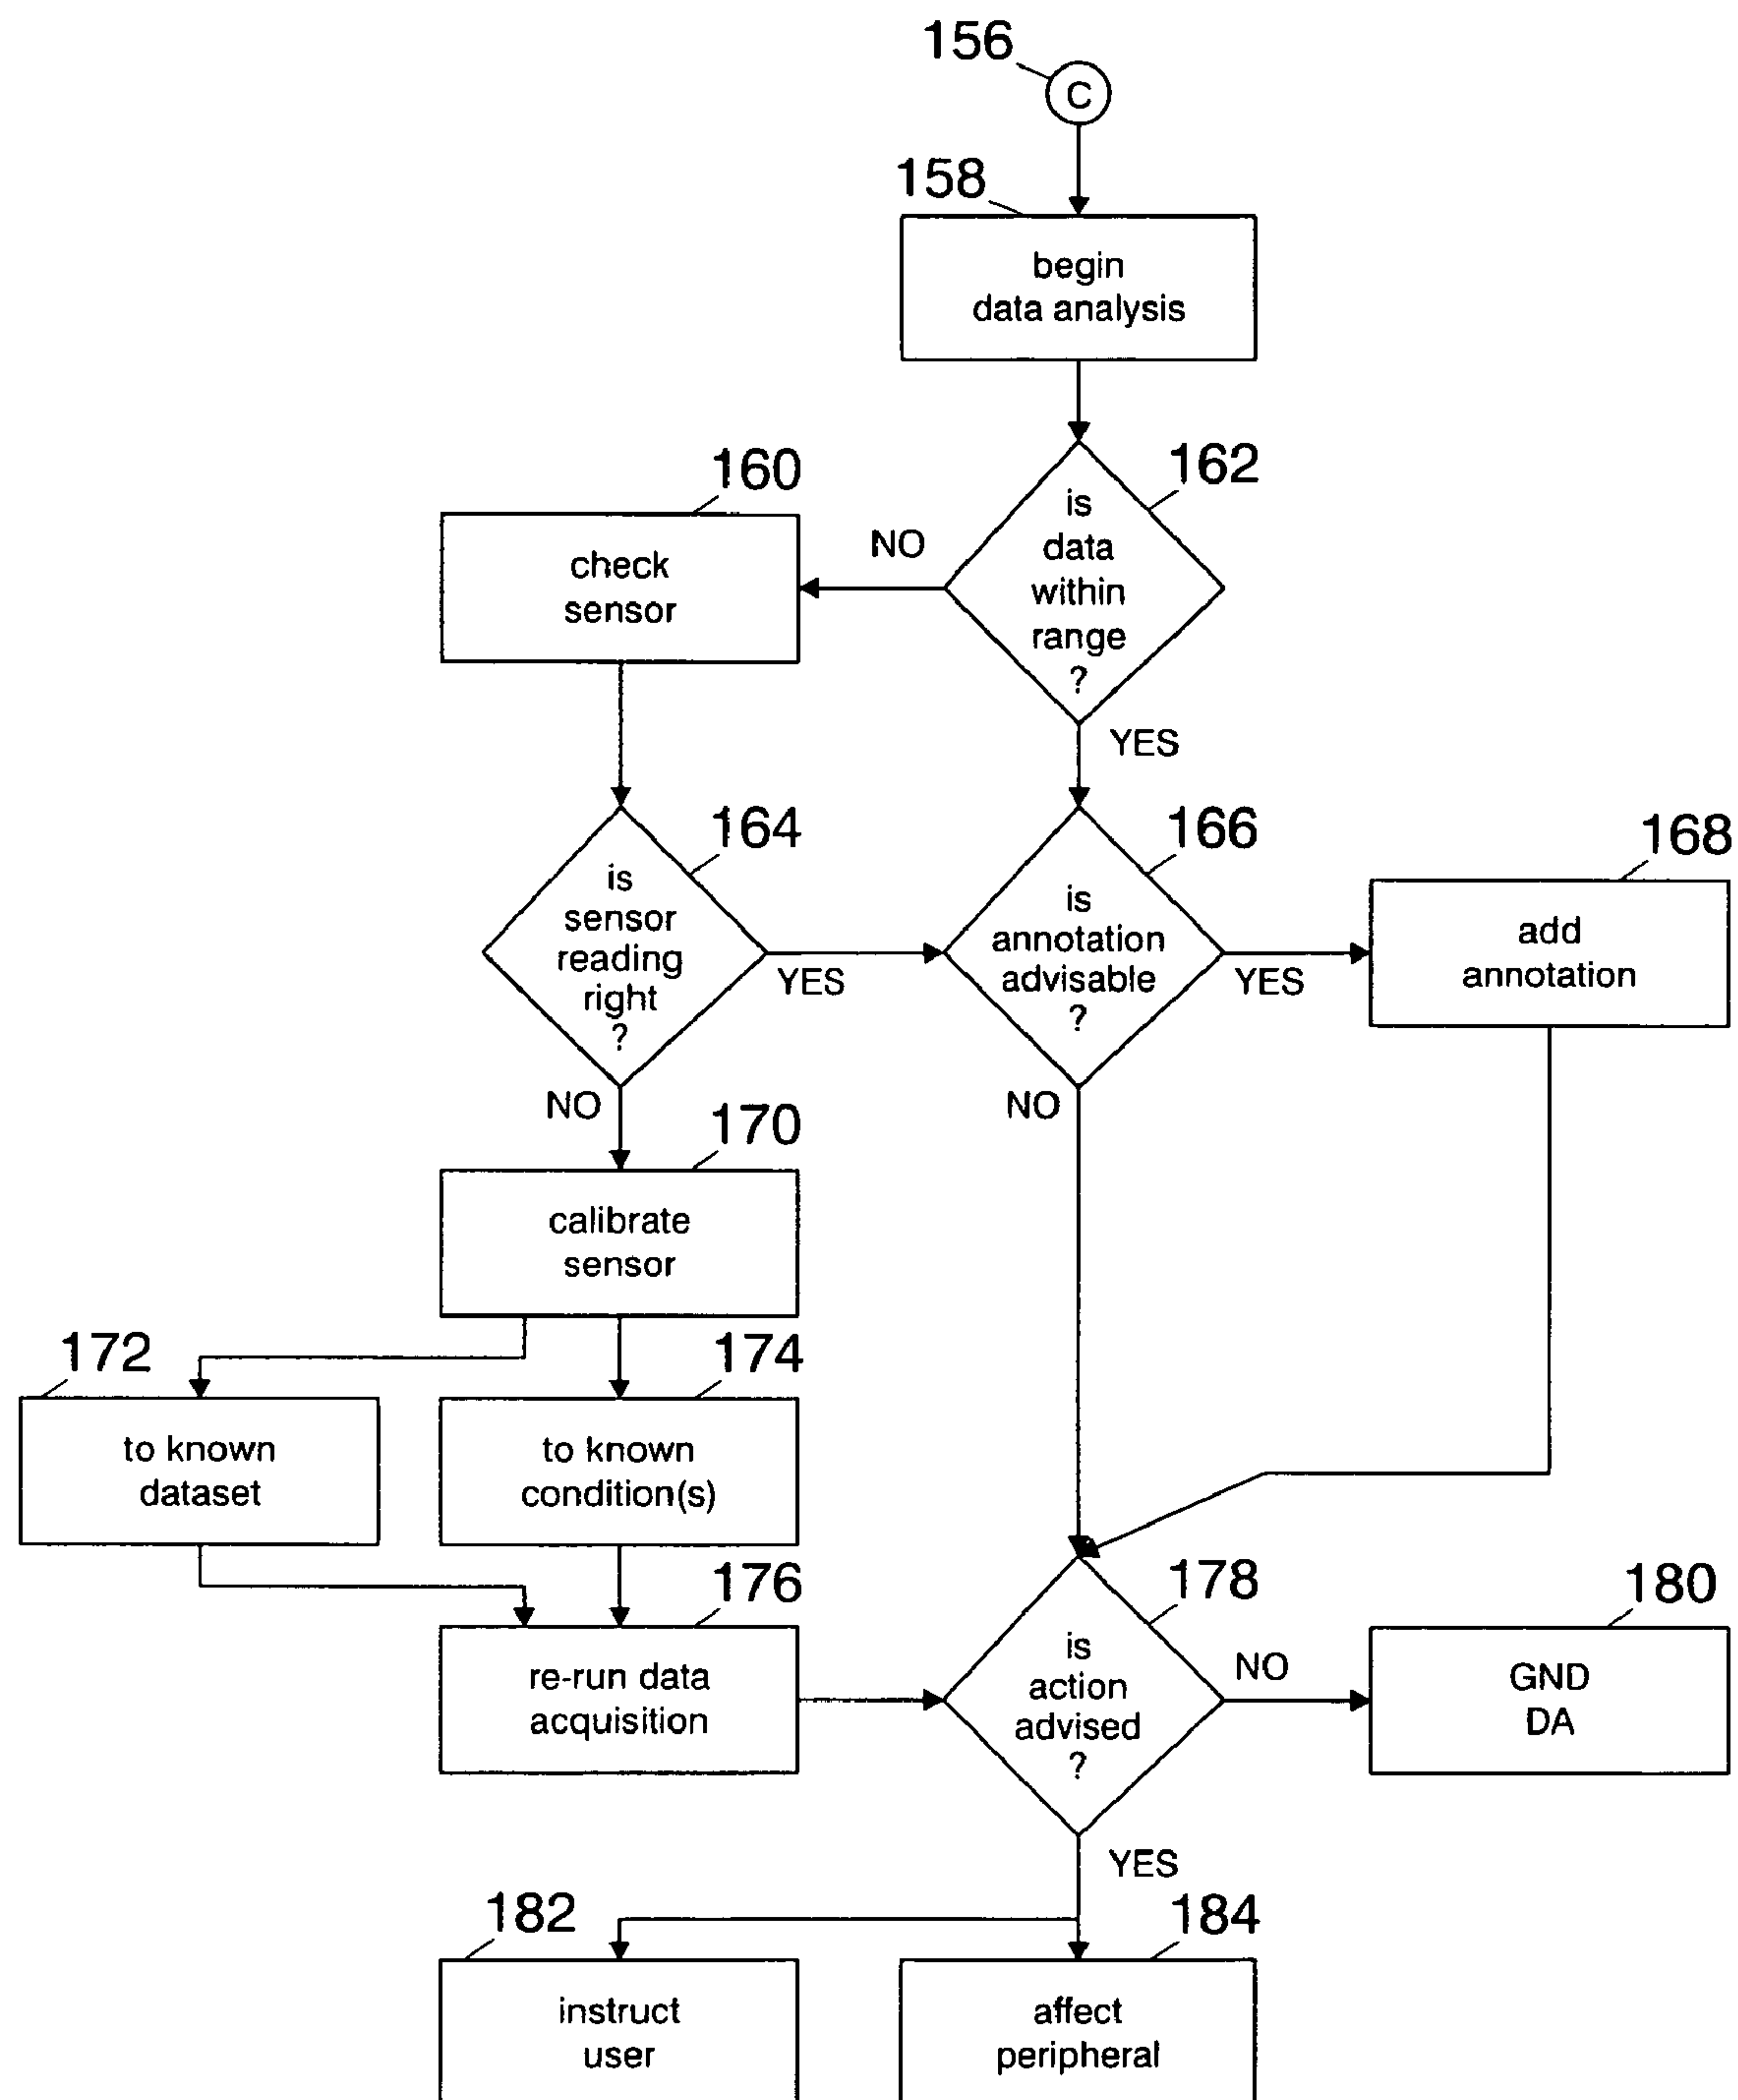 156
C
158
begin
data analysis
160
162
check
sensor
NO
is
data
within
range
?
YES
164
166
168
is
sensor
reading
right
?
YES
is
annotation
advisable
?
YES
add
annotation
NO
NO
170
calibrate
sensor
172
174
to known
dataset
to known
condition(s)
176
178
180
re-run data
acquisition
is
action
advised
?
NO
GND
DA
YES
182
184
instruct
user
affect
peripheral